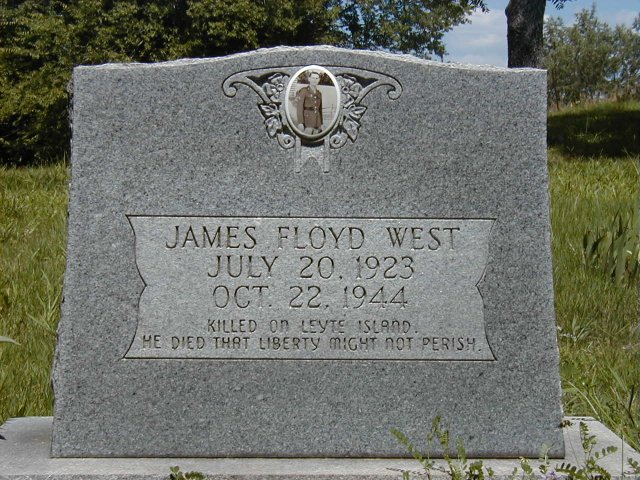 JAMES FLOYD WEST
JULY 20, 1923
OCT. 22, 1944
KILLED ON LEYTE ISLAND.
HE DIED THAT LIBERTY MIGHT NOT PERISH.